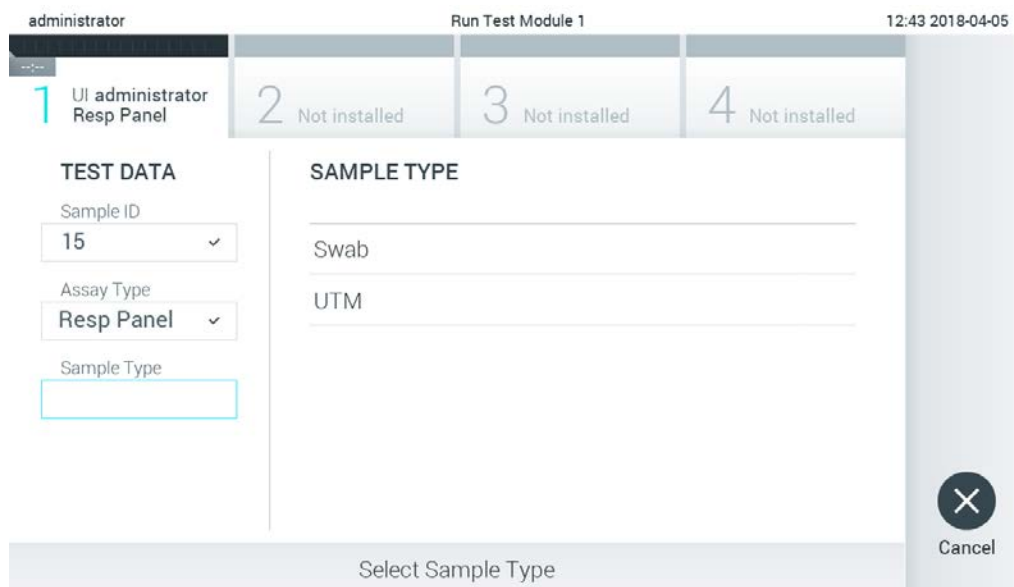 administrator
Run Test Module 1
12:43 2018-04-05
--:--
1
UI administrator
Resp Panel
2 Not installed
3 Not installed
4 Not installed
TEST DATA
Sample ID
15
Assay Type
Resp Panel
Sample Type
SAMPLE TYPE
Swab
UTM
Cancel
Select Sample Type